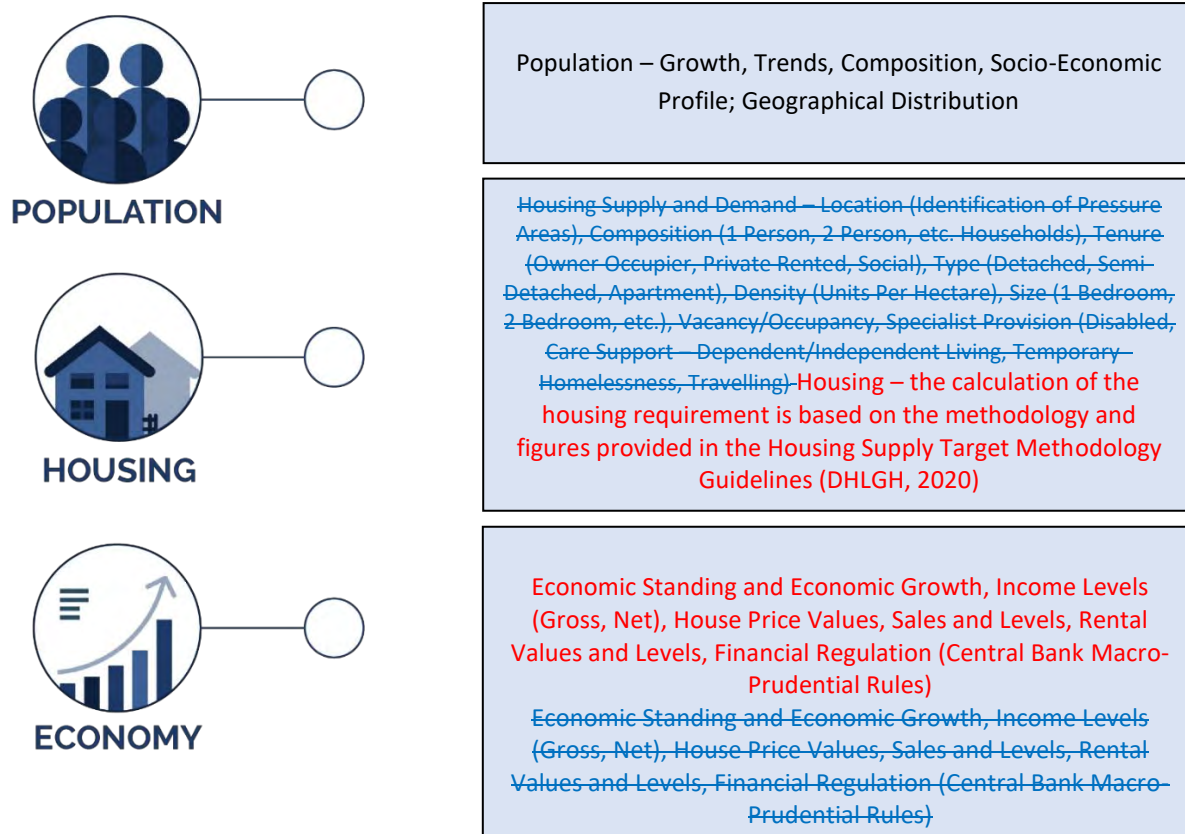 Population – Growth, Trends, Composition, Socio-Economic
Profile; Geographical Distribution
POPULATION
Housing Supply and Demand – Location (Identification of Pressure
Areas), Composition (1 Person, 2 Person, etc. Households), Tenure
(Owner Occupier, Private Rented, Social), Type (Detached, Semi-
Detached, Apartment), Density (Units Per Hectare), Size (1 Bedroom,
2 Bedroom, etc.), Vacancy/Occupancy, Specialist Provision (Disabled,
Care Support – Dependent/Independent Living, Temporary
Homelessness, Travelling) Housing – the calculation of the
housing requirement is based on the methodology and
figures provided in the Housing Supply Target Methodology
Guidelines (DHLGH, 2020)
HOUSING
Economic Standing and Economic Growth, Income Levels
(Gross, Net), House Price Values, Sales and Levels, Rental
Values and Levels, Financial Regulation (Central Bank Macro-
Prudential Rules)
Economic Standing and Economic Growth, Income Levels
(Gross, Net), House Price Values, Sales and Levels, Rental
Values and Levels, Financial Regulation (Central Bank Macro-
Prudential Rules)
ECONOMY